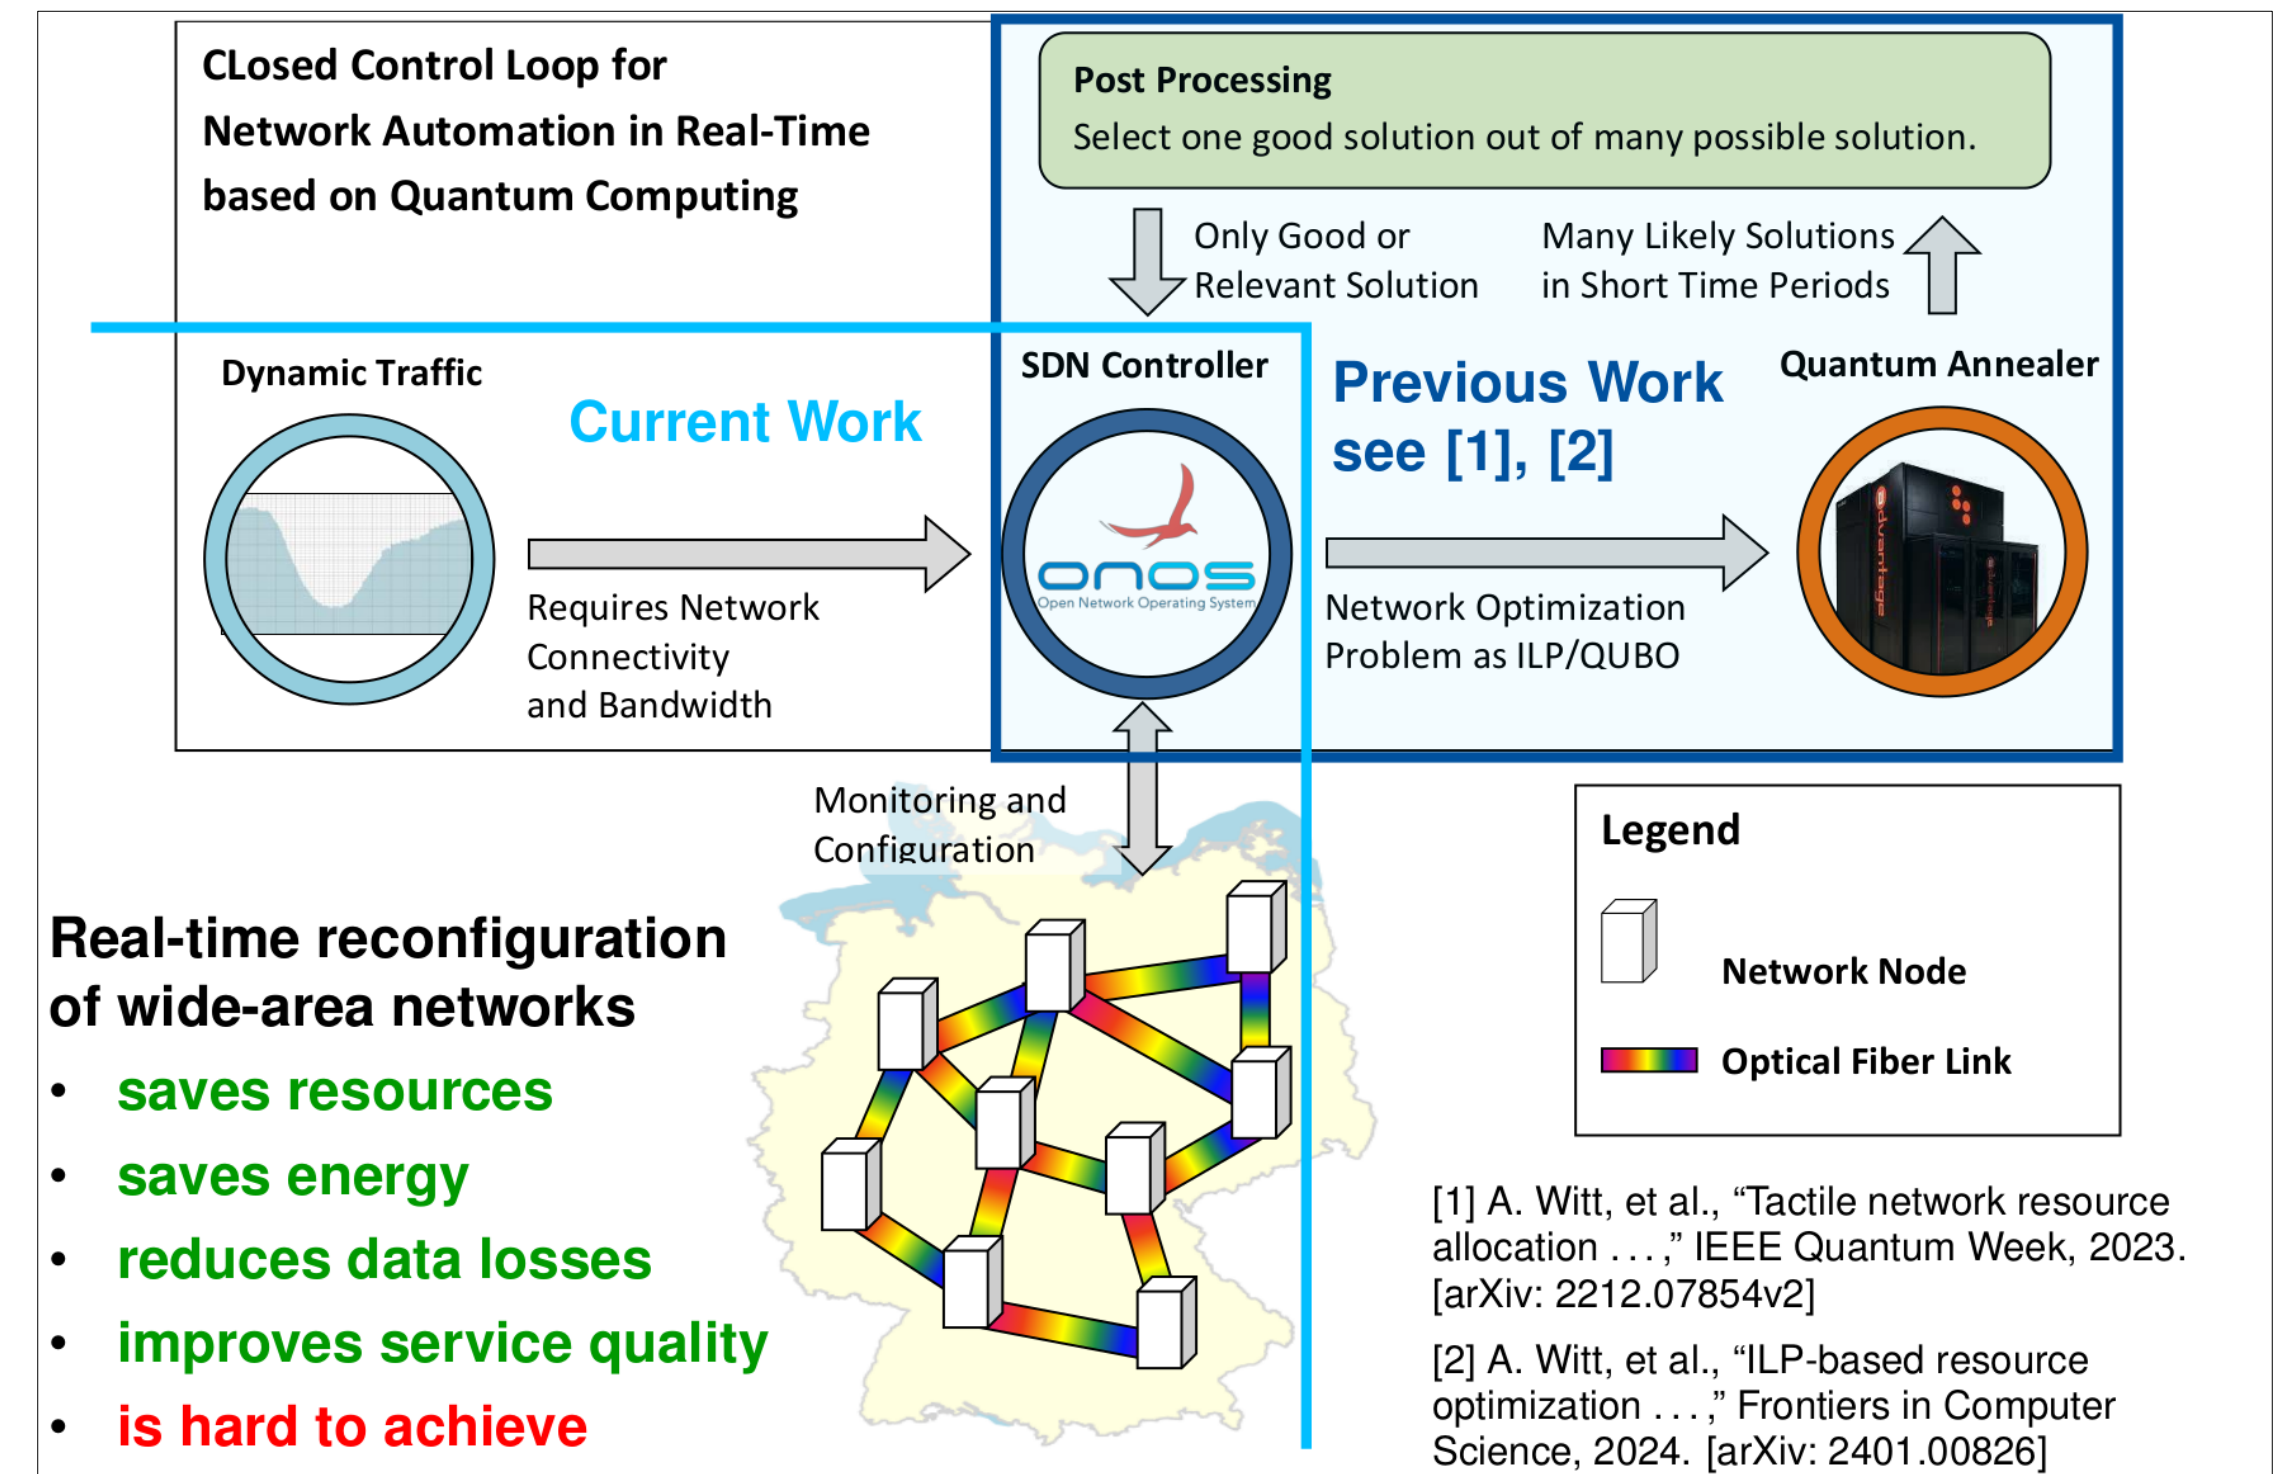 CLosed Control Loop for
Network Automation in Real-Time
based on Quantum Computing
Post Processing
Select one good solution out of many possible solution.
Only Good or
Relevant Solution
Many Likely Solutions
in Short Time Periods
Dynamic Traffic
Current Work
SDN Controller
Previous Work
see [1], [2]
Quantum Annealer
onos
Open Network Operating System
advantage
advantage
Requires Network
Connectivity
and Bandwidth
Network Optimization
Problem as ILP/QUBO
Monitoring and
Configuration
Legend
Network Node
Optical Fiber Link
Real-time reconfiguration
of wide-area networks
• saves resources
• saves energy
• reduces data losses
• improves service quality
• is hard to achieve
[1] A. Witt, et al., “Tactile network resource
allocation . . . ,” IEEE Quantum Week, 2023.
[arXiv: 2212.07854v2]
[2] A. Witt, et al., “ILP-based resource
optimization . . . ,” Frontiers in Computer
Science, 2024. [arXiv: 2401.00826]